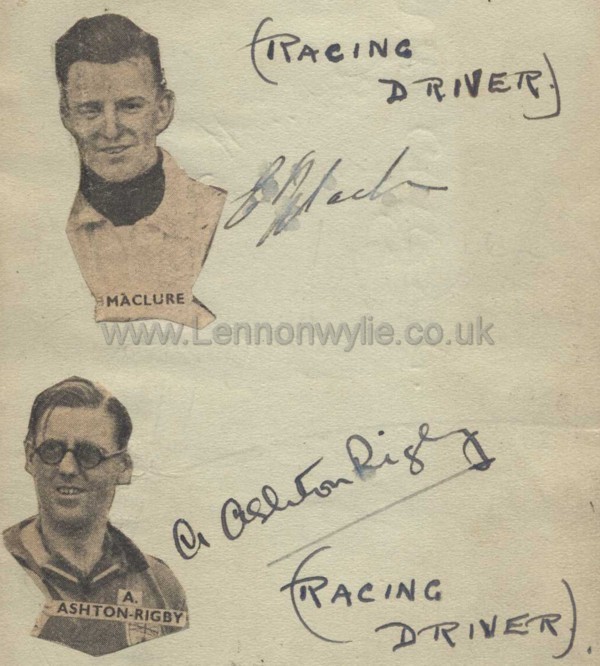 (RACING
DRIVER.)
MACLURE
www.Lennonwylie.co.uk
A Ashton Rigby
A.
ASHTON-RIGBY
(RACING
DRIVER).